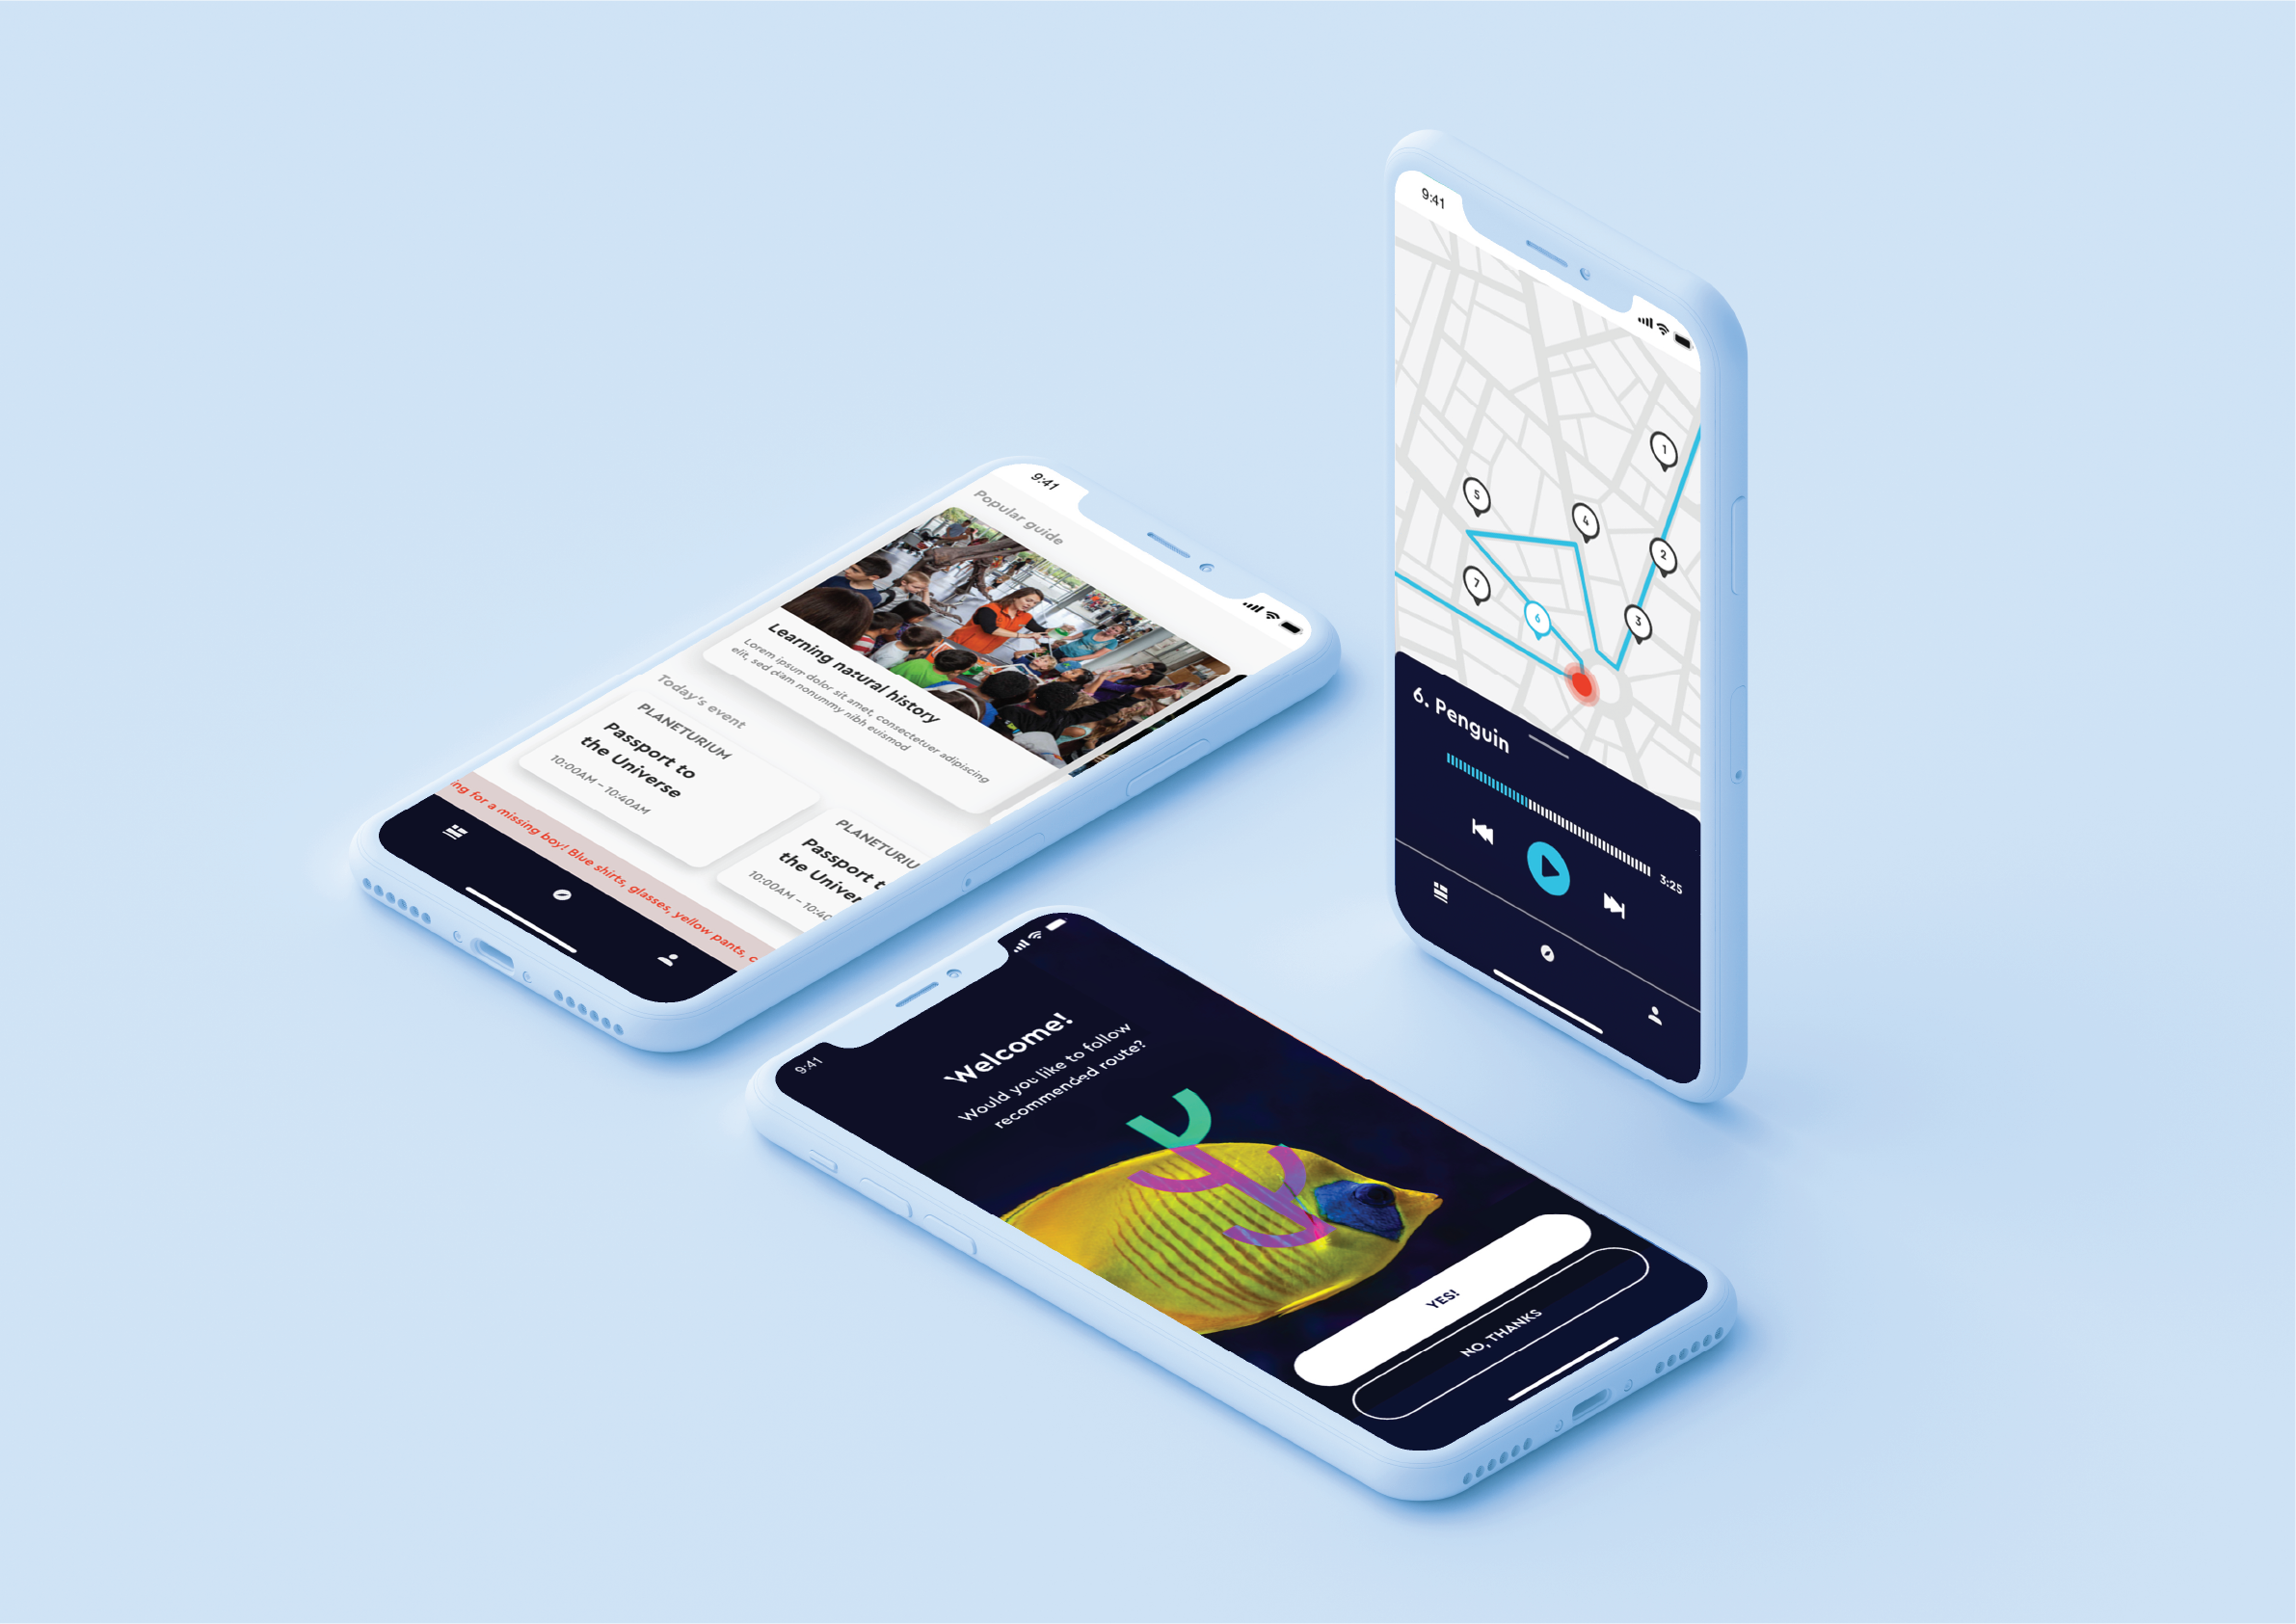 9:41
Popular guide
Learning natural history
Lorem ipsum dolor sit amet, consectetuer adipiscing
elit, sed diam nonummy nibh euismod
Today's event
PLANETURIUM
Passport to
the Universe
10:00AM – 10:40AM
PLANETURIU
Passport t
the Univer
10:00AM – 10:40
ing for a missing boy! Blue shirts, glasses, yellow pants, c
9:41
1
5
4
2
7
6
3
6. Penguin
3:25
9:41
Welcome!
Would you like to follow
recommended route?
YES!
NO, THANKS